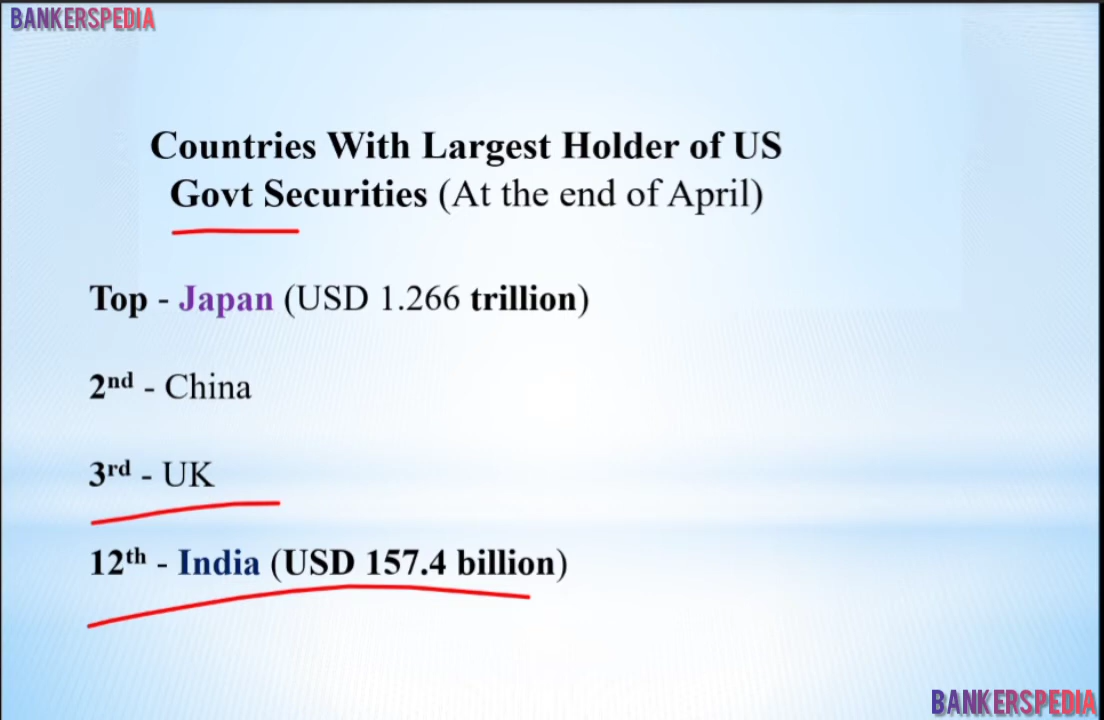 BANKERSPEDIA
Countries With Largest Holder of US
Govt Securities (At the end of April)
Top - Japan (USD 1.266 trillion)
2nd - China
3rd - UK
12th - India (USD 157.4 billion)
BANKERSPEDIA